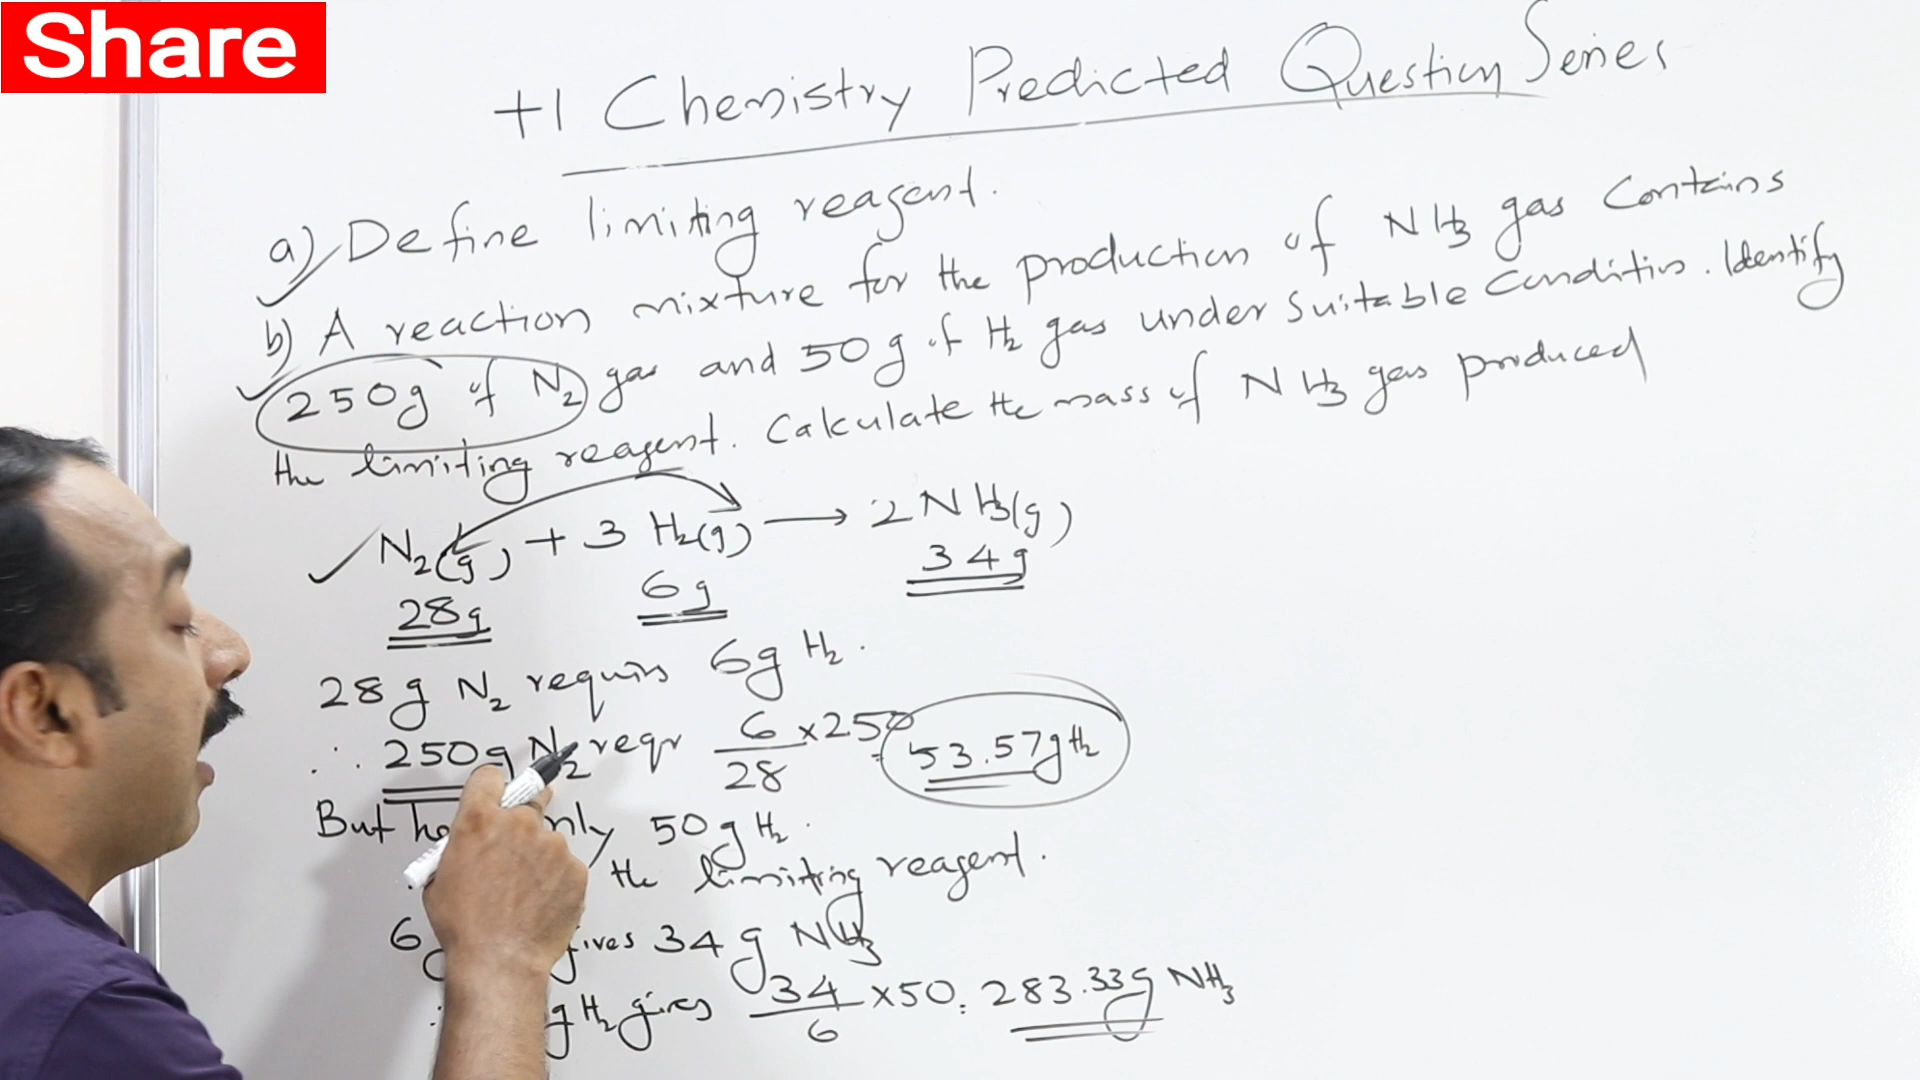 Share
+1 Chemistry Predicted Question Series
a) Define limiting reagent.
b) A reaction mixture for the production of NH3 gas contains
250g of N2 gas and 50g of H2 gas under suitable conditins. Identify
the limiting reagent. Calculate the mass of NH3 gas produced
N2(g) + 3 H2(g) → 2NH3(g)
28g 6g 34g
28g N2 requirs 6g H2.
∴ 250g N2 reqr 6/28 x250 = 53.57g H2
But 50g H2.
the limiting reagent.
6 34g NH3
g H2 gives 34/6 x50 = 283.33g NH3